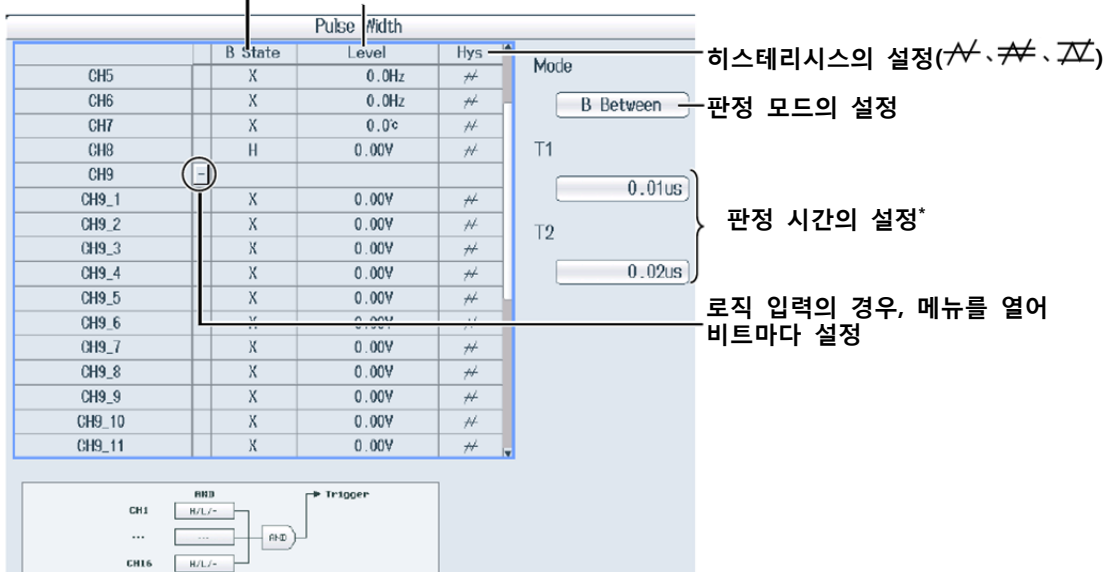 Pulse Width
B State Level Hys
CH5 X 0.0Hz
CH6 X 0.0Hz
CH7 X 0.0℃
CH8 H 0.00V
CH9 -
CH9_1 X 0.00V
CH9_2 X 0.00V
CH9_3 X 0.00V
CH9_4 X 0.00V
CH9_5 X 0.00V
CH9_6 X 0.00V
CH9_7 X 0.00V
CH9_8 X 0.00V
CH9_9 X 0.00V
CH9_10 X 0.00V
CH9_11 X 0.00V
Mode
B Between
T1
0.01us
T2
0.02us
히스테리시스의 설정( 、 、 )
판정 모드의 설정
판정 시간의 설정*
로직 입력의 경우, 메뉴를 열어
비트마다 설정
AND
Trigger
CH1 H/L/-
... ... AND
CH16 H/L/-